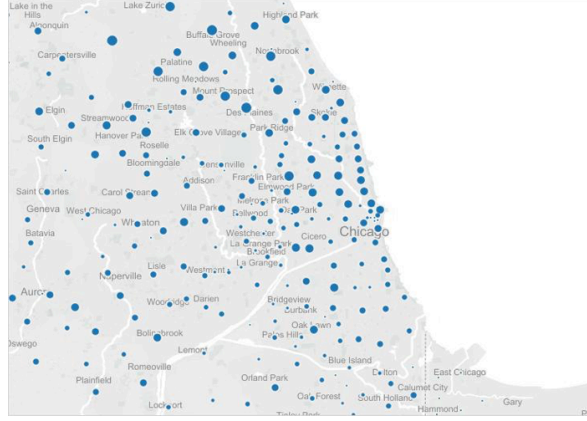 Lake in the
Hills
Lake Zuric
Highland Park
Algonquin
Buffalo Grove
Wheeling
Northbrook
Carpentersville
Palatine
Rolling Meadows
Wilmette
Mount Prospect
Hoffman Estates
Elgin
Des Plaines
Skokie
Streamwood
Hanover Park
Elk Grove Village
Park Ridge
South Elgin
Roselle
Bloomingdale
Bensenville
Addison
Franklin Park
Elmwood Park
Saint Charles
Carol Stream
Melrose Park
Geneva
West Chicago
Villa Park
Bellwood
Oak Park
Wheaton
Batavia
Westchester
Cicero
Chicago
La Grange Park
Brookfield
La Grange
Lisle
Westmont
Naperville
Aurora
Woodridge
Darien
Bridgeview
Burbank
Oak Lawn
Bolingbrook
Palos Hills
Oswego
Lemont
Blue Island
Romeoville
Dolton
East Chicago
Plainfield
Orland Park
Calumet City
Oak Forest
South Holland
Gary
Lockport
Hammond
Tinley Park